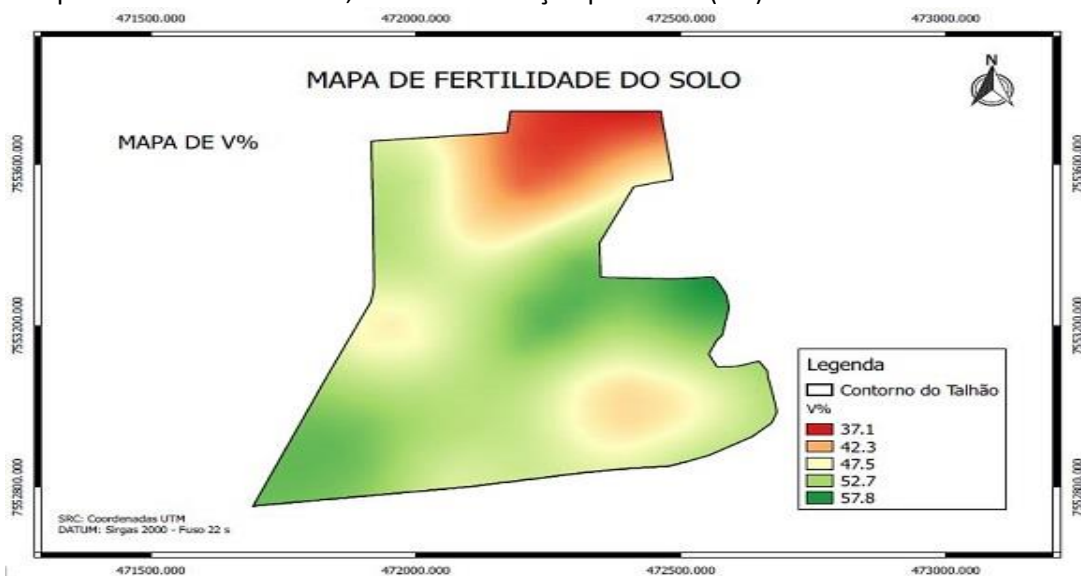 471500.000 472000.000 472500.000 473000.000
MAPA DE FERTILIDADE DO SOLO
N
MAPA DE V%
7553600.000 7553600.000
7553200.000 7553200.000
Legenda
Contorno do Talhão
V%
37.1
42.3
47.5
52.7
57.8
7552800.000 7552800.000
SRC: Coordenadas UTM
DATUM: Sirgas 2000 - Fuso 22 s
471500.000 472000.000 472500.000 473000.000